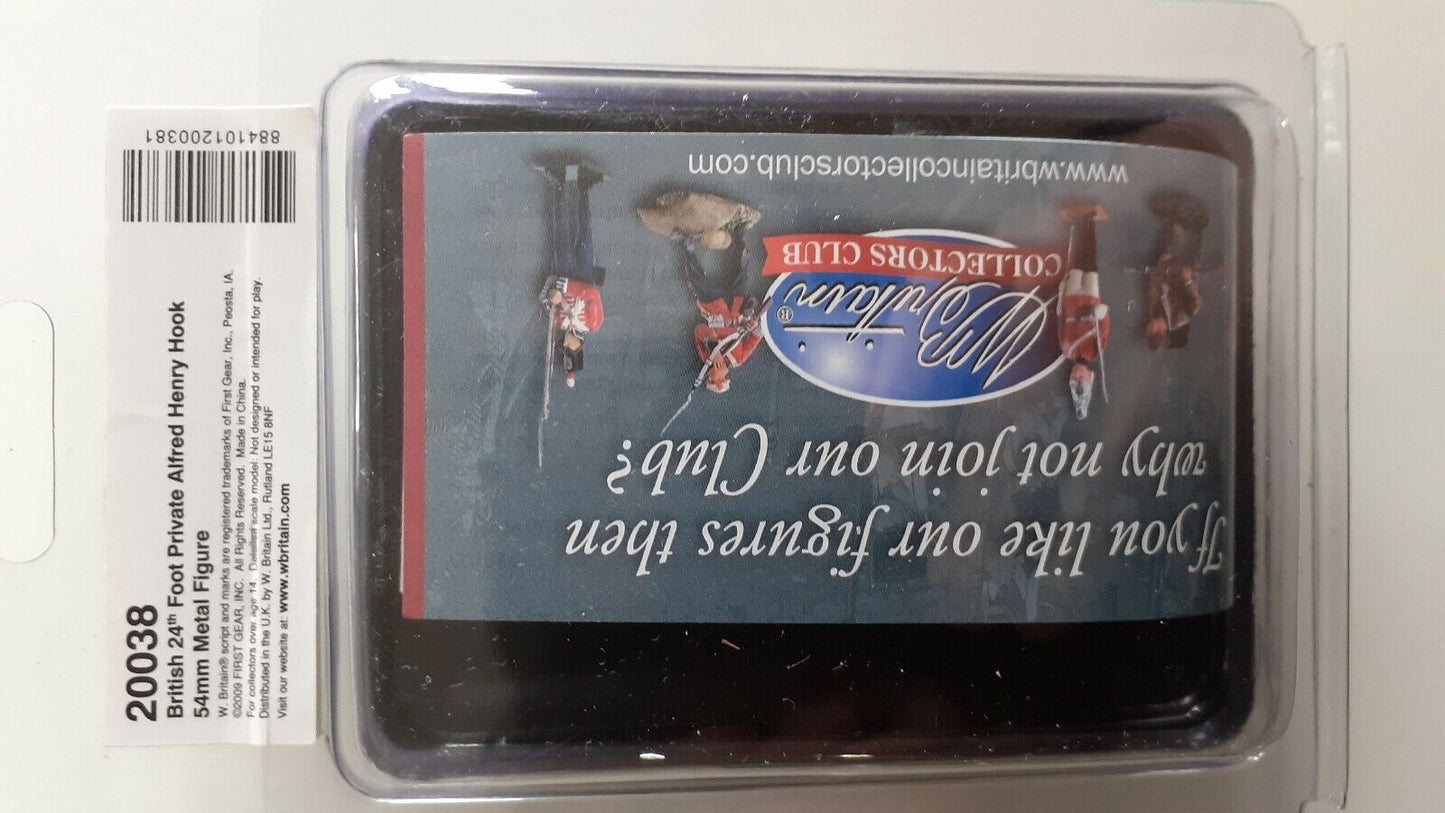 20038
British 24th Foot Private Alfred Henry Hook
54mm Metal Figure
W. Britain® script and marks are registered trademarks of First Gear, Inc., Peosta, IA.
©2009 FIRST GEAR, INC. All Rights Reserved. Made in China.
For collectors over age 14. Detailed scale model: Not designed or intended for play.
Distributed in the U.K. by W. Britain Ltd., Rutland LE15 8NF
Visit our website at: www.wbritain.com
884101200381
If you like our figures then
why not join our Club?
W. Britain®
COLLECTORS CLUB
www.wbritaincollectorsclub.com